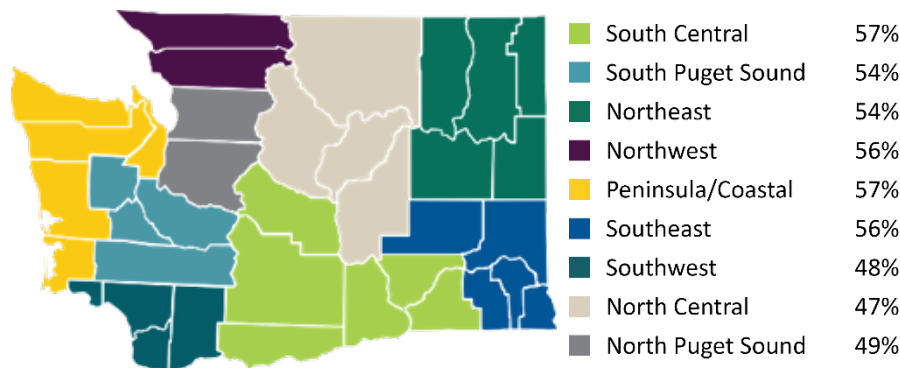 South Central 57%
South Puget Sound 54%
Northeast 54%
Northwest 56%
Peninsula/Coastal 57%
Southeast 56%
Southwest 48%
North Central 47%
North Puget Sound 49%